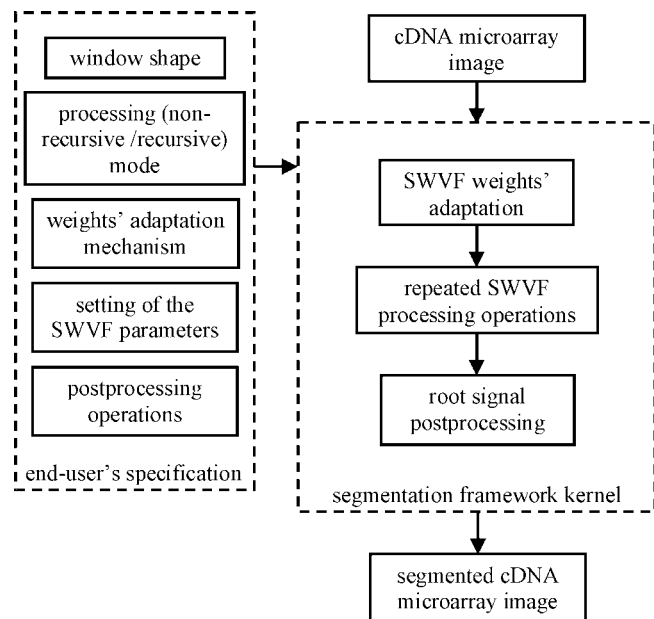 window shape
processing (non-
recursive /recursive)
mode
weights’ adaptation
mechanism
setting of the
SWVF parameters
postprocessing
operations
end-user’s specification
cDNA microarray
image
SWVF weights’
adaptation
repeated SWVF
processing operations
root signal
postprocessing
segmentation framework kernel
segmented cDNA
microarray image